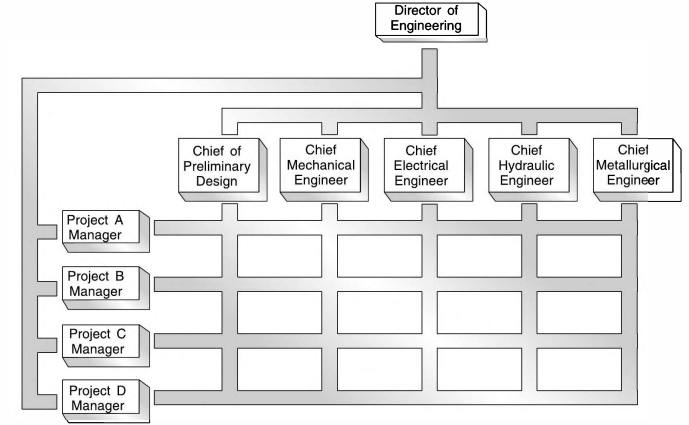 Director of
Engineering
Chief of
Preliminary
Design
Chief
Mechanical
Engineer
Chief
Electrical
Engineer
Chief
Hydraulic
Engineer
Chief
Metallurgical
Engineer
Project A
Manager
Project B
Manager
Project C
Manager
Project D
Manager